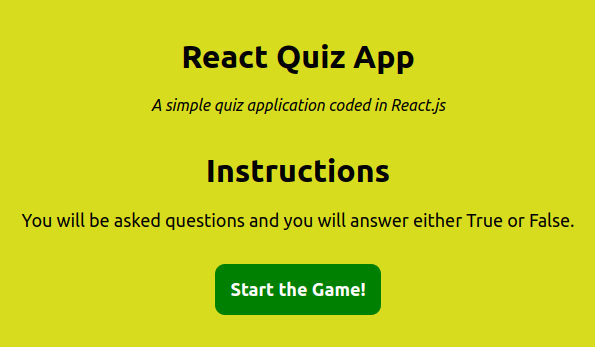 React Quiz App
A simple quiz application coded in React.js
Instructions
You will be asked questions and you will answer either True or False.
Start the Game!